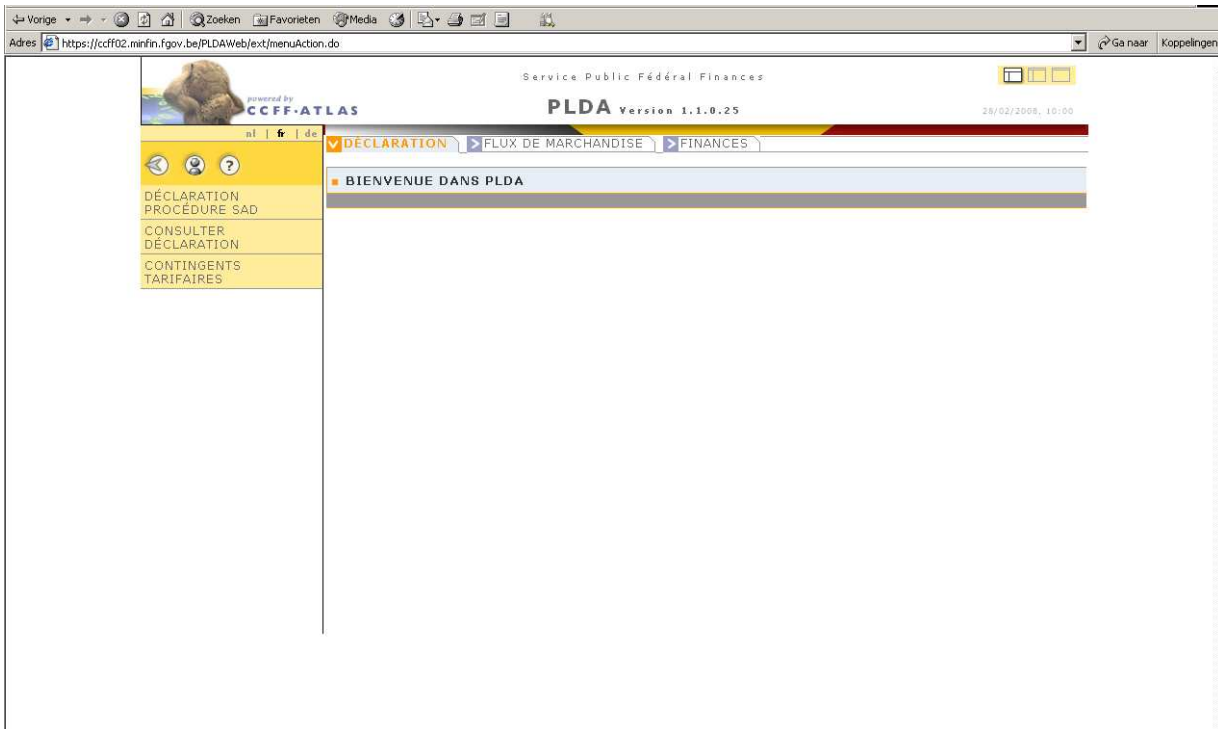 Vorige Zoeken Favorieten Media
Adres https://ccff02.minfin.fgov.be/PLDAWeb/ext/menuAction.do Ga naar Koppelingen
Service Public Fédéral Finances
powered by
CCFF·ATLAS
PLDA Version 1.1.0.25
28/02/2008, 10:00
nl | fr | de
DÉCLARATION FLUX DE MARCHANDISE FINANCES
?
BIENVENUE DANS PLDA
DÉCLARATION
PROCÉDURE SAD
CONSULTER
DÉCLARATION
CONTINGENTS
TARIFAIRES